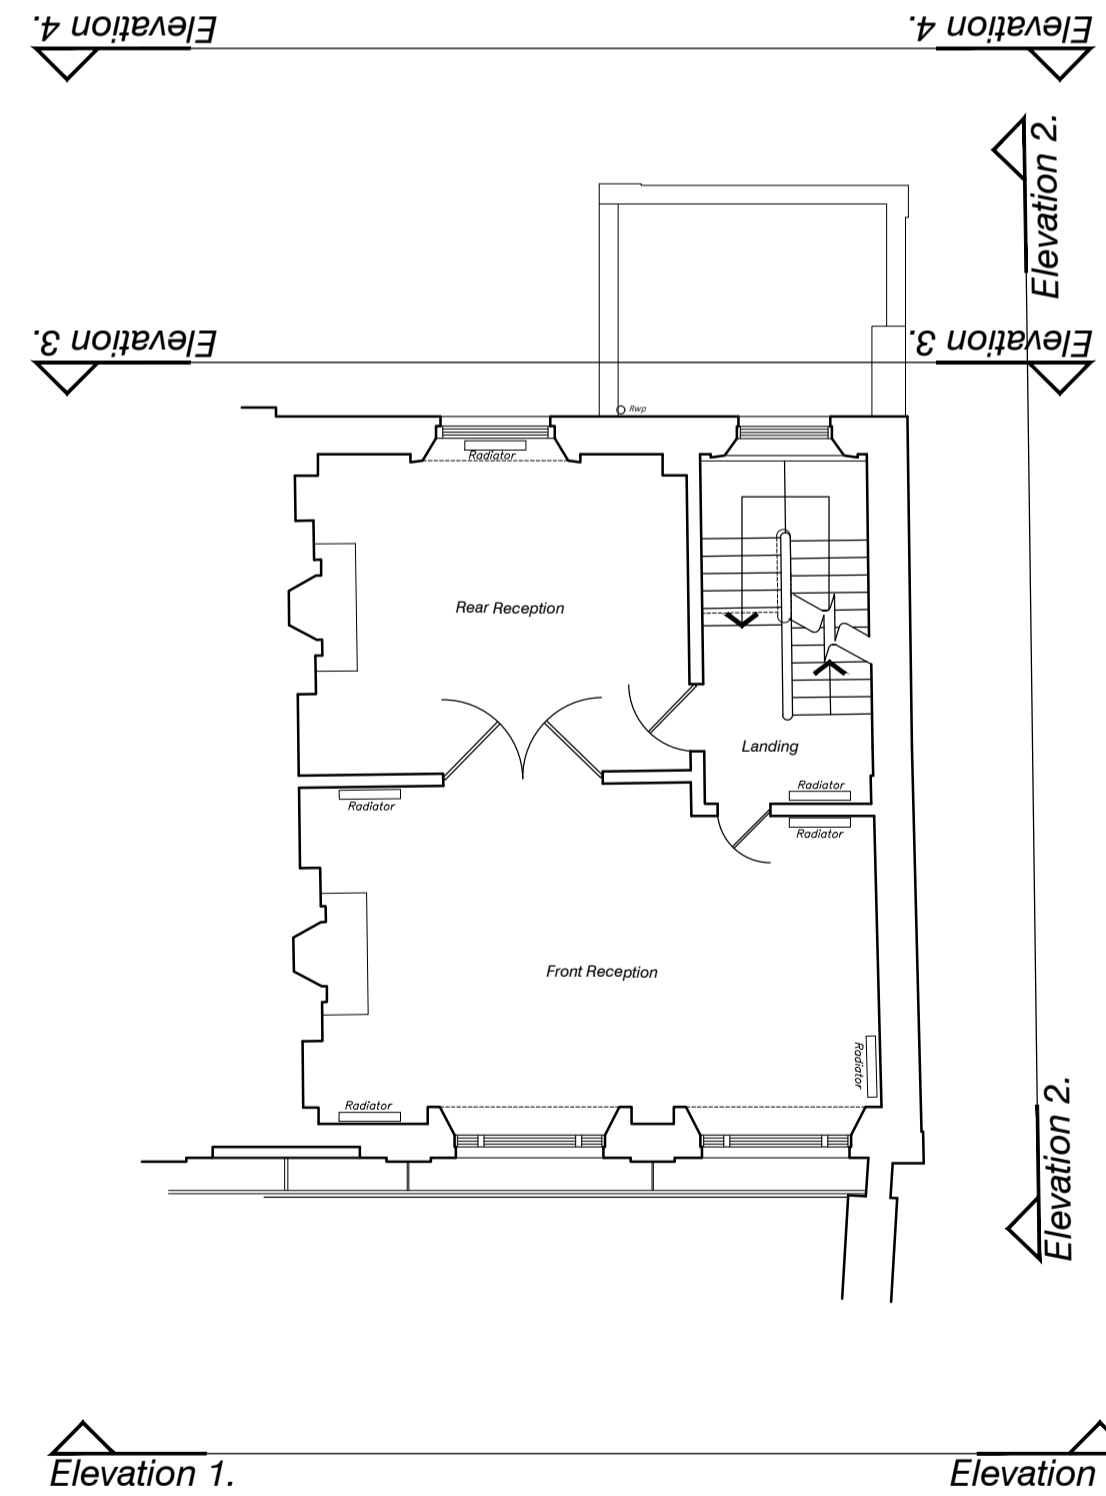 Elevation 4.
Elevation 4.
Elevation 2.
Elevation 3.
Elevation 3.
Rwp
Radiator
Rear Reception
Landing
Radiator
Radiator
Radiator
Front Reception
Radiator
Radiator
Elevation 2.
Elevation 1.
Elevation